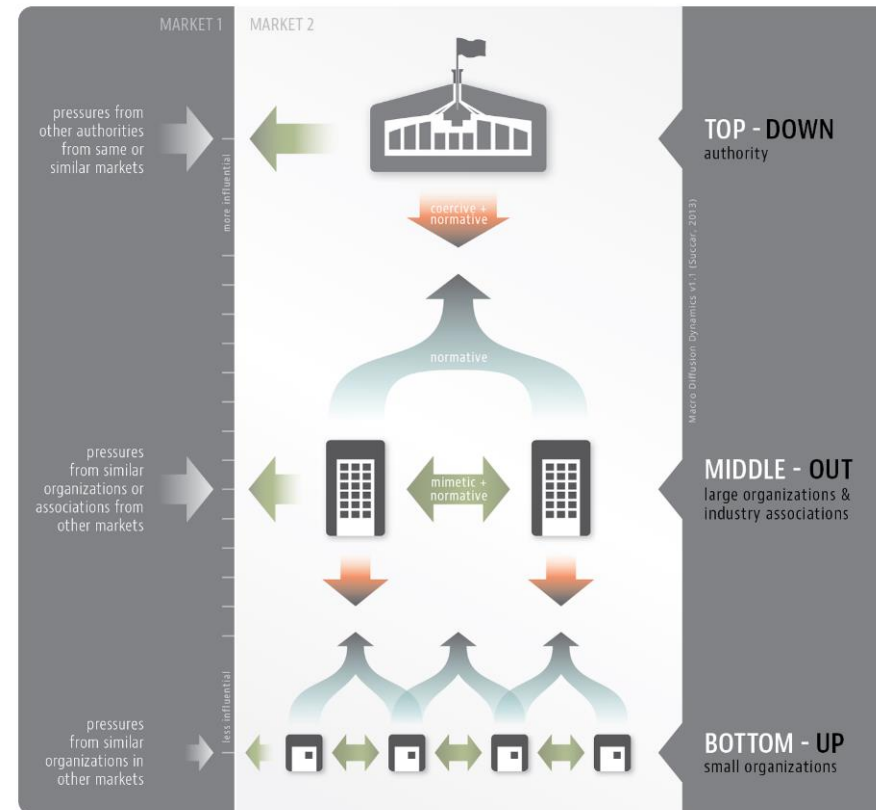 MARKET 1
MARKET 2
pressures from
other authorities
from same or
similar markets
more influential
TOP - DOWN
authority
coercive +
normative
Macro Diffusion Dynamics v1.1 (Succar, 2013)
normative
pressures
from similar
organizations or
associations from
other markets
mimetic +
normative
MIDDLE - OUT
large organizations &
industry associations
less influential
pressures
from similar
organizations in
other markets
BOTTOM - UP
small organizations